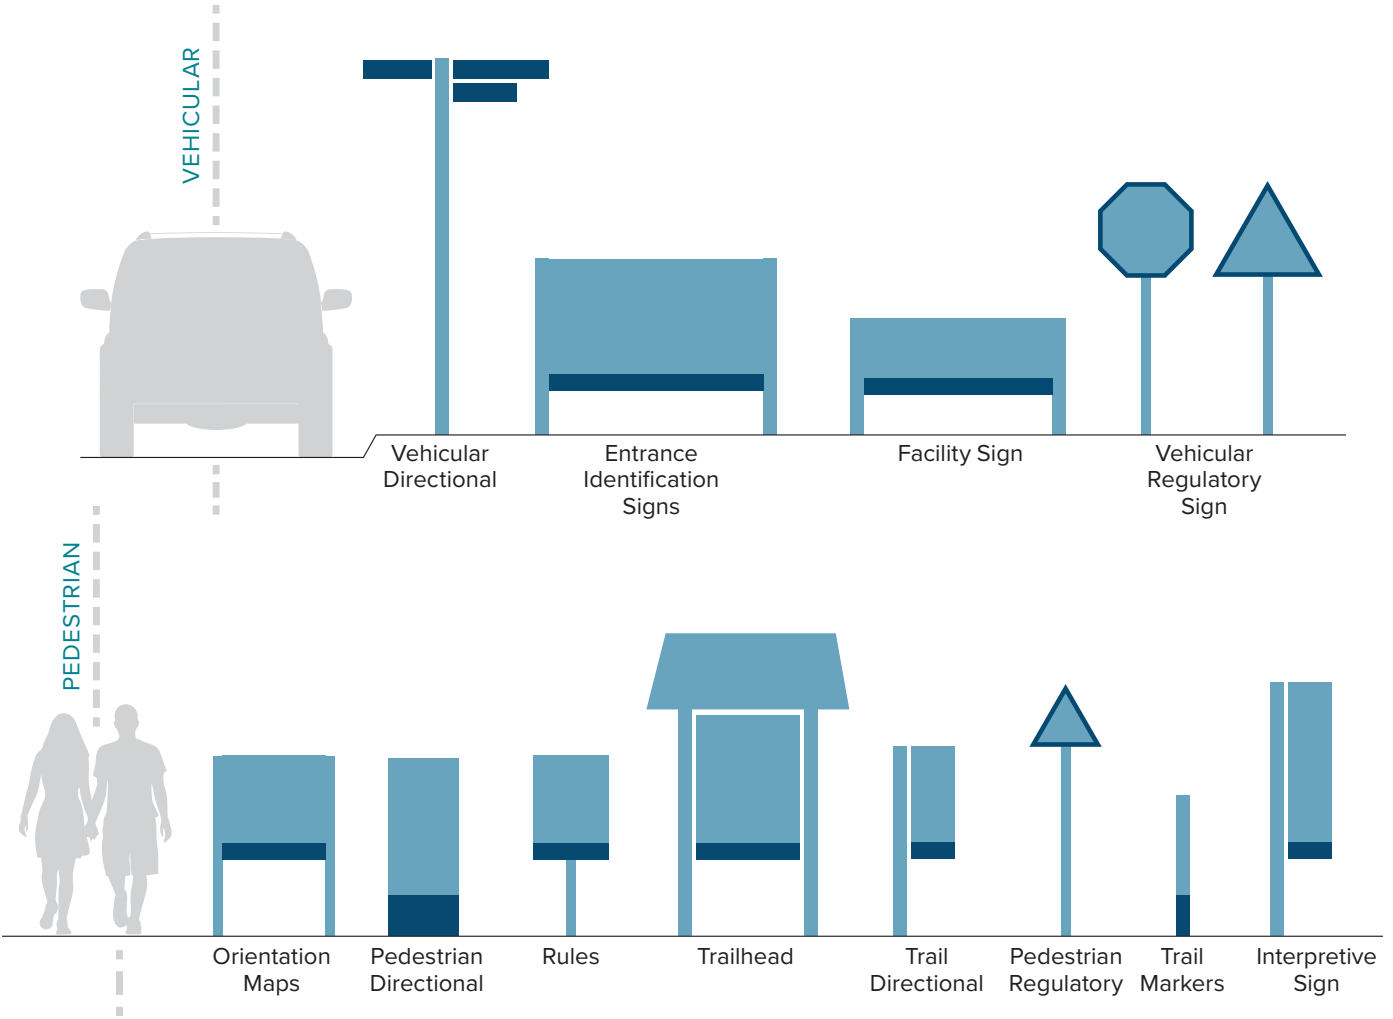 VEHICULAR
Vehicular
Directional
Entrance
Identification
Signs
Facility Sign
Vehicular
Regulatory
Sign
PEDESTRIAN
Orientation
Maps
Pedestrian
Directional
Rules
Trailhead
Trail
Directional
Pedestrian
Regulatory
Trail
Markers
Interpretive
Sign